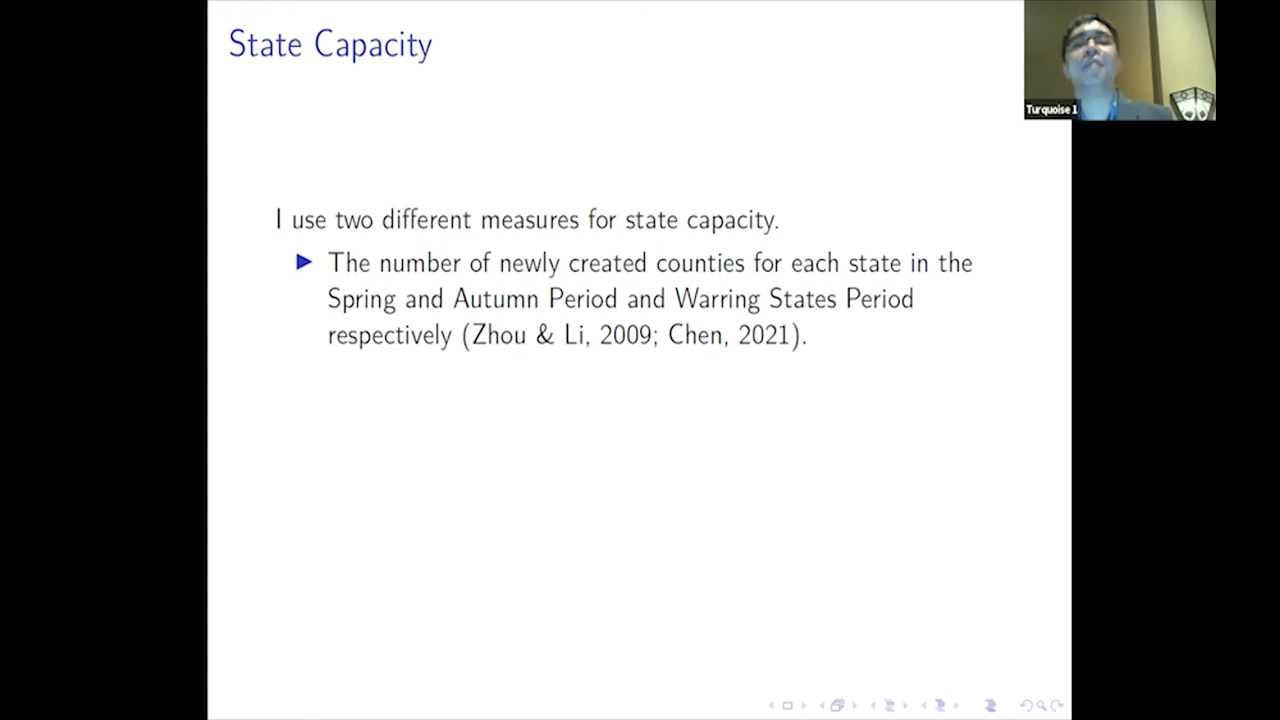 State Capacity
Turquoise 1
I use two different measures for state capacity.
The number of newly created counties for each state in the
Spring and Autumn Period and Warring States Period
respectively (Zhou & Li, 2009; Chen, 2021).